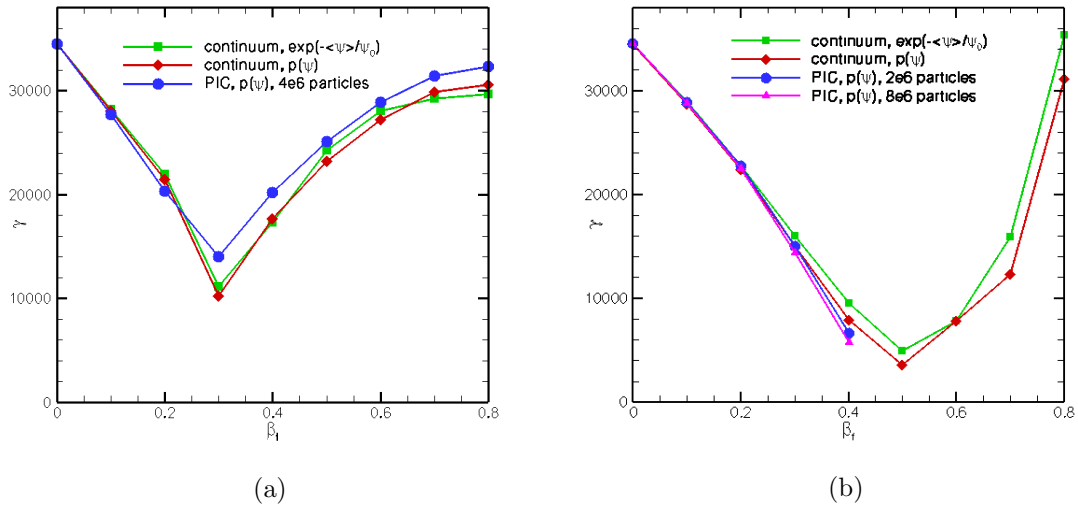 continuum, exp(-<ψ>/ψ₀)
continuum, p(ψ)
PIC, p(ψ), 4e6 particles
30000
20000
10000
0
γ
0 0.2 0.4 0.6 0.8
β_f
(a)
continuum, exp(-<ψ>/ψ₀)
continuum, p(ψ)
PIC, p(ψ), 2e6 particles
PIC, p(ψ), 8e6 particles
30000
20000
10000
0
γ
0 0.2 0.4 0.6 0.8
β_f
(b)